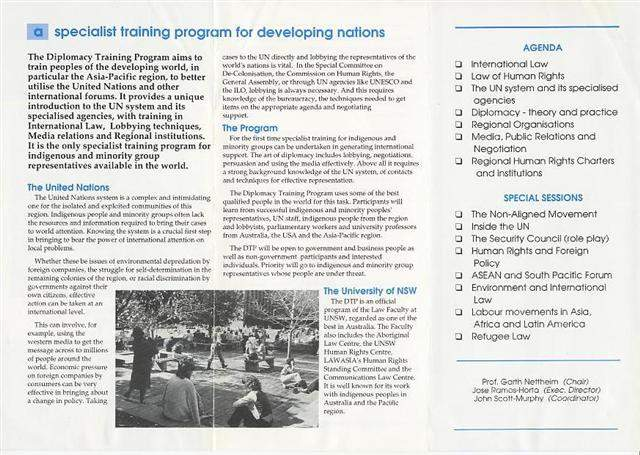 a specialist training program for developing nations
The Diplomacy Training Program aims to
train peoples of the developing world, in
particular the Asia-Pacific region, to better
utilise the United Nations and other
international forums. It provides a unique
introduction to the UN system and its
specialised agencies, with training in
International Law, Lobbying techniques,
Media relations and Regional institutions.
It is the only specialist training program for
indigenous and minority group
representatives available in the world.
The United Nations
The United Nations system is a complex and intimidating
one for the isolated and exploited communities of this
region. Indigenous people and minority groups often lack
the resources and information required to bring their cases
to world attention. Knowing the system is a crucial first step
in bringing to bear the power of international attention on
local problems.
Whether these be issues of environmental depredation by
foreign companies, the struggle for self-determination in the
remaining colonies of the region, or racial discrimination by
governments against their
own citizens, effective
action can be taken at an
international level.
This can involve, for
example, using the
western media to get the
message across to millions
of people around the
world. Economic pressure
on foreign companies by
consumers can be very
effective in bringing about
a change in policy. Taking
cases to the UN directly and lobbying the representatives of the
world's nations is vital. In the Special Committee on
De-Colonisation, the Commission on Human Rights, the
General Assembly, or through UN agencies like UNESCO and
the ILO, lobbying is always necessary. And this requires
knowledge of the bureaucracy, the techniques needed to get
items on the appropriate agenda and negotiating
support.
The Program
For the first time specialist training for indigenous and
minority groups can be undertaken in generating international
support. The art of diplomacy includes lobbying, negotiations,
persuasion and using the media effectively. Above all it requires
a strong background knowledge of the UN system, of contacts
and techniques for effective representation.
The Diplomacy Training Program uses some of the best
qualified people in the world for this task. Participants will
learn from successful indigenous and minority peoples'
representatives, UN staff, indigenous people from the region
and lobbyists, parliamentary workers and university professors
from Australia, the USA and the Asia-Pacific region.
The DTP will be open to government and business people as
well as non-government participants and interested
individuals. Priority will go to indigenous and minority group
representatives whose people are under threat.
The University of NSW
The DTP is an official
program of the Law Faculty at
UNSW, regarded as one of the
best in Australia. The Faculty
also includes the Aboriginal
Law Centre, the UNSW
Human Rights Centre,
LAWASIA's Human Rights
Standing Committee and the
Communications Law Centre.
It is well known for its work
with indigenous peoples in
Australia and the Pacific
region.
AGENDA
International Law
Law of Human Rights
The UN system and its specialised
agencies
Diplomacy - theory and practice
Regional Organisations
Media, Public Relations and
Negotiation
Regional Human Rights Charters
and Institutions
SPECIAL SESSIONS
The Non-Aligned Movement
Inside the UN
The Security Council (role play)
Human Rights and Foreign
Policy
ASEAN and South Pacific Forum
Environment and International
Law
Labour movements in Asia,
Africa and Latin America
Refugee Law
Prof. Garth Nettheim (Chair)
Jose Ramos-Horta (Exec. Director)
John Scott-Murphy (Coordinator)